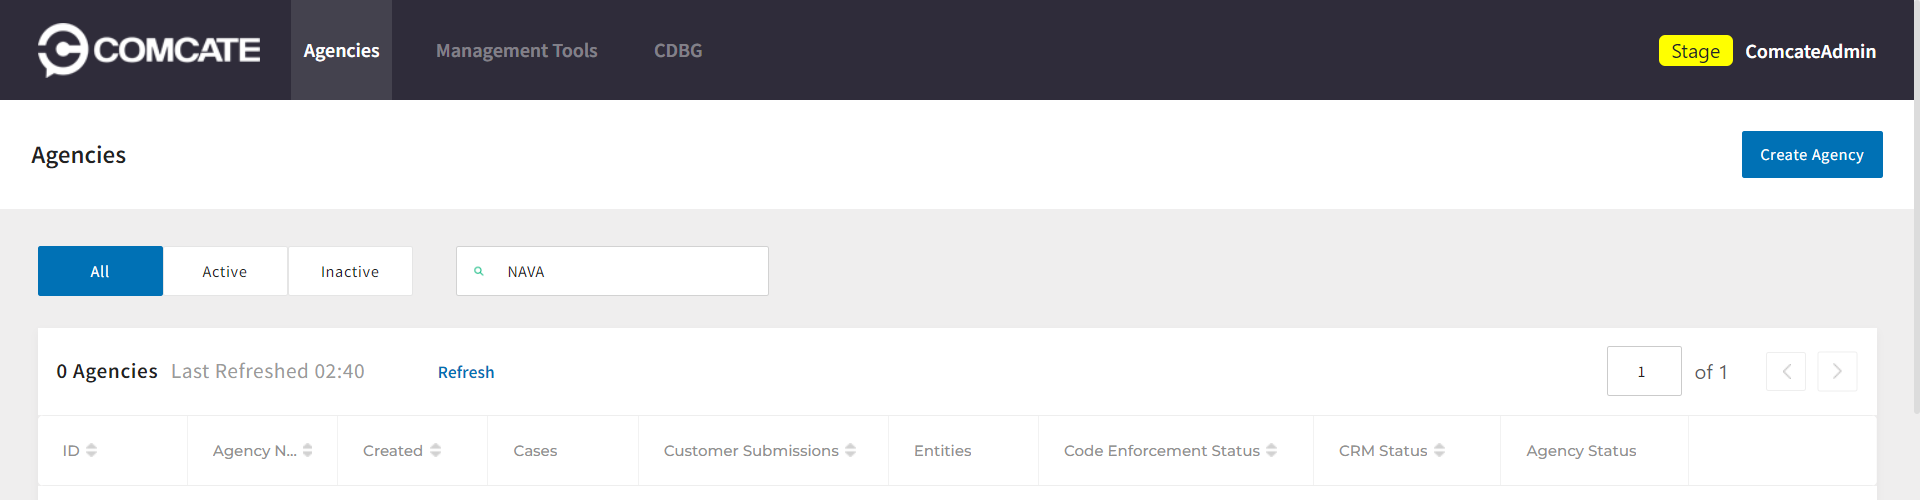 COMCATE
Agencies
Management Tools
CDBG
Stage
ComcateAdmin
Agencies
Create Agency
All
Active
Inactive
NAVA
0 Agencies Last Refreshed 02:40
Refresh
1
of 1
ID
Agency N...
Created
Cases
Customer Submissions
Entities
Code Enforcement Status
CRM Status
Agency Status